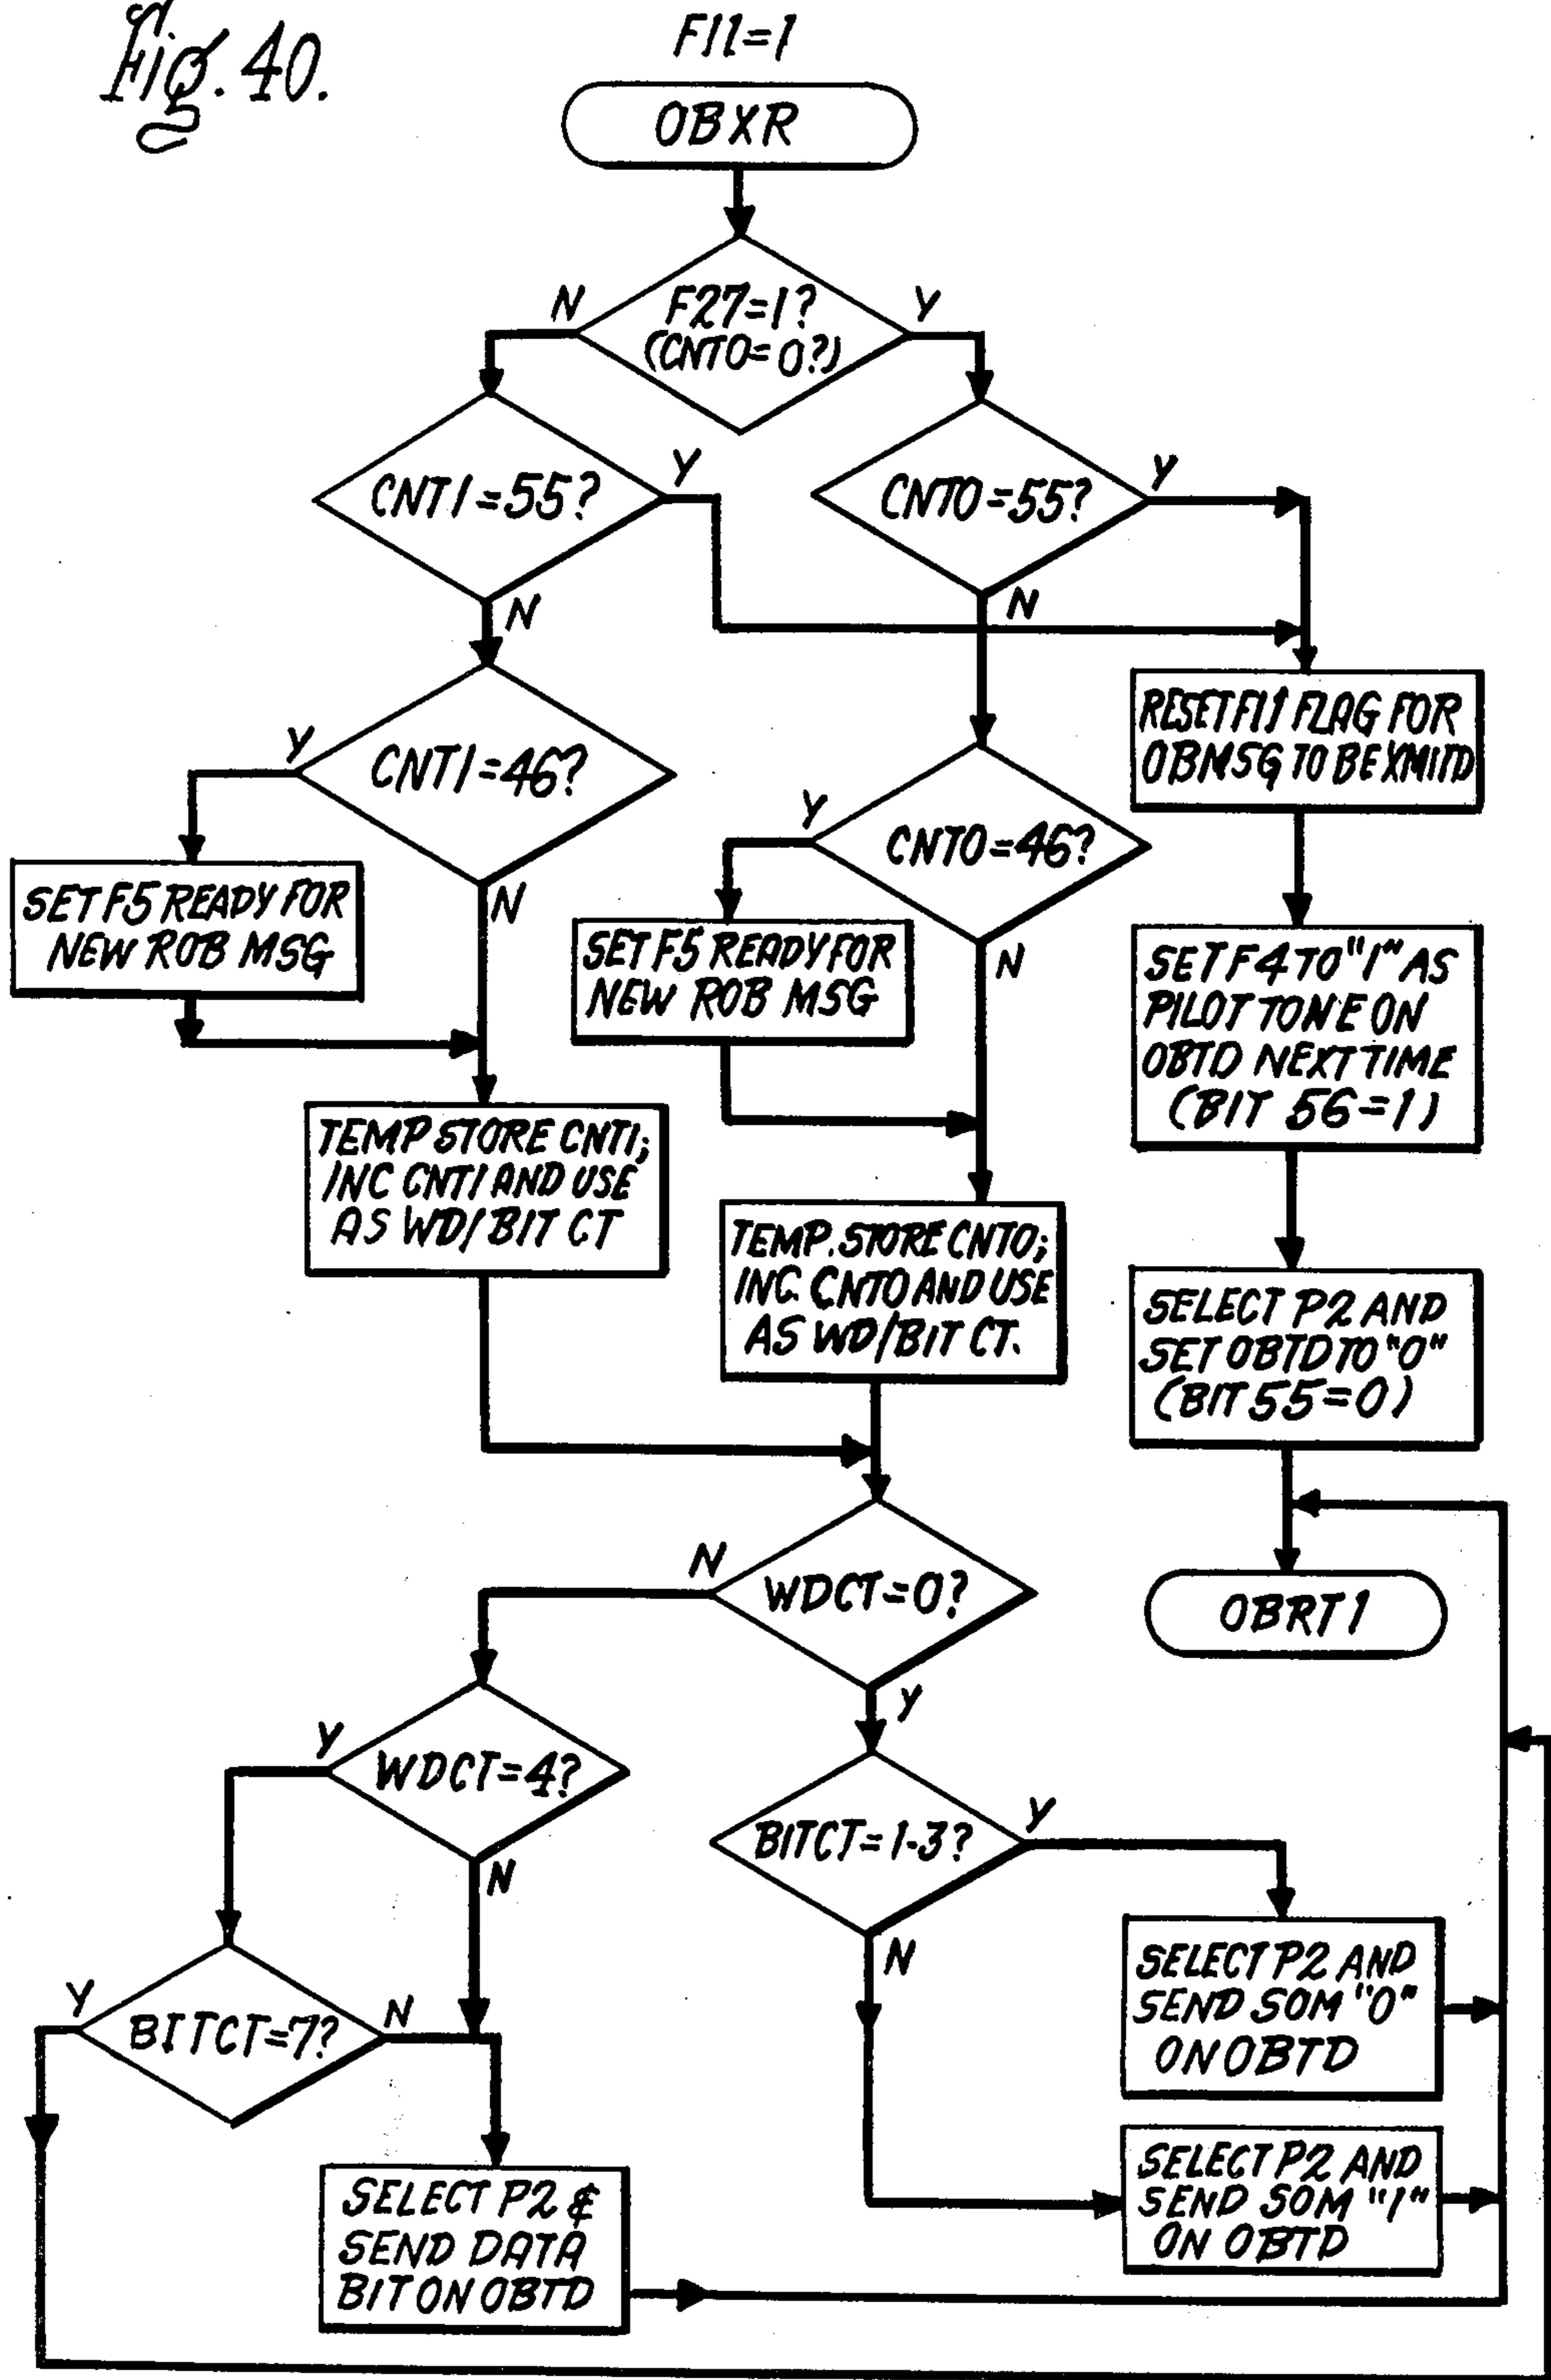 Fig. 40.
F11=1
OBXR
N
F27=1?
Y
(CNTO=0?)
CNT1=55?
Y
CNTO=55?
Y
N
N
CNT1=46?
Y
RESET F11 FLAG FOR
OBMSG TO BE XMITD
CNTO=46?
Y
SET F5 READY FOR
NEW ROB MSG
N
SET F5 READY FOR
NEW ROB MSG
N
SET F4 TO "1" AS
PILOT TONE ON
OBTD NEXT TIME
(BIT 56=1)
TEMP STORE CNT1;
INC CNT1 AND USE
AS WD/BIT CT
TEMP. STORE CNTO;
INC. CNTO AND USE
AS WD/BIT CT.
SELECT P2 AND
SET OBTD TO "0"
(BIT 55=0)
N
WDCT=0?
OBRT1
Y
Y
WDCT=4?
N
BITCT=1-3?
Y
N
Y
BITCT=7?
N
SELECT P2 AND
SEND SOM "0"
ON OBTD
SELECT P2 AND
SEND SOM "1"
ON OBTD
SELECT P2 &
SEND DATA
BIT ON OBTD